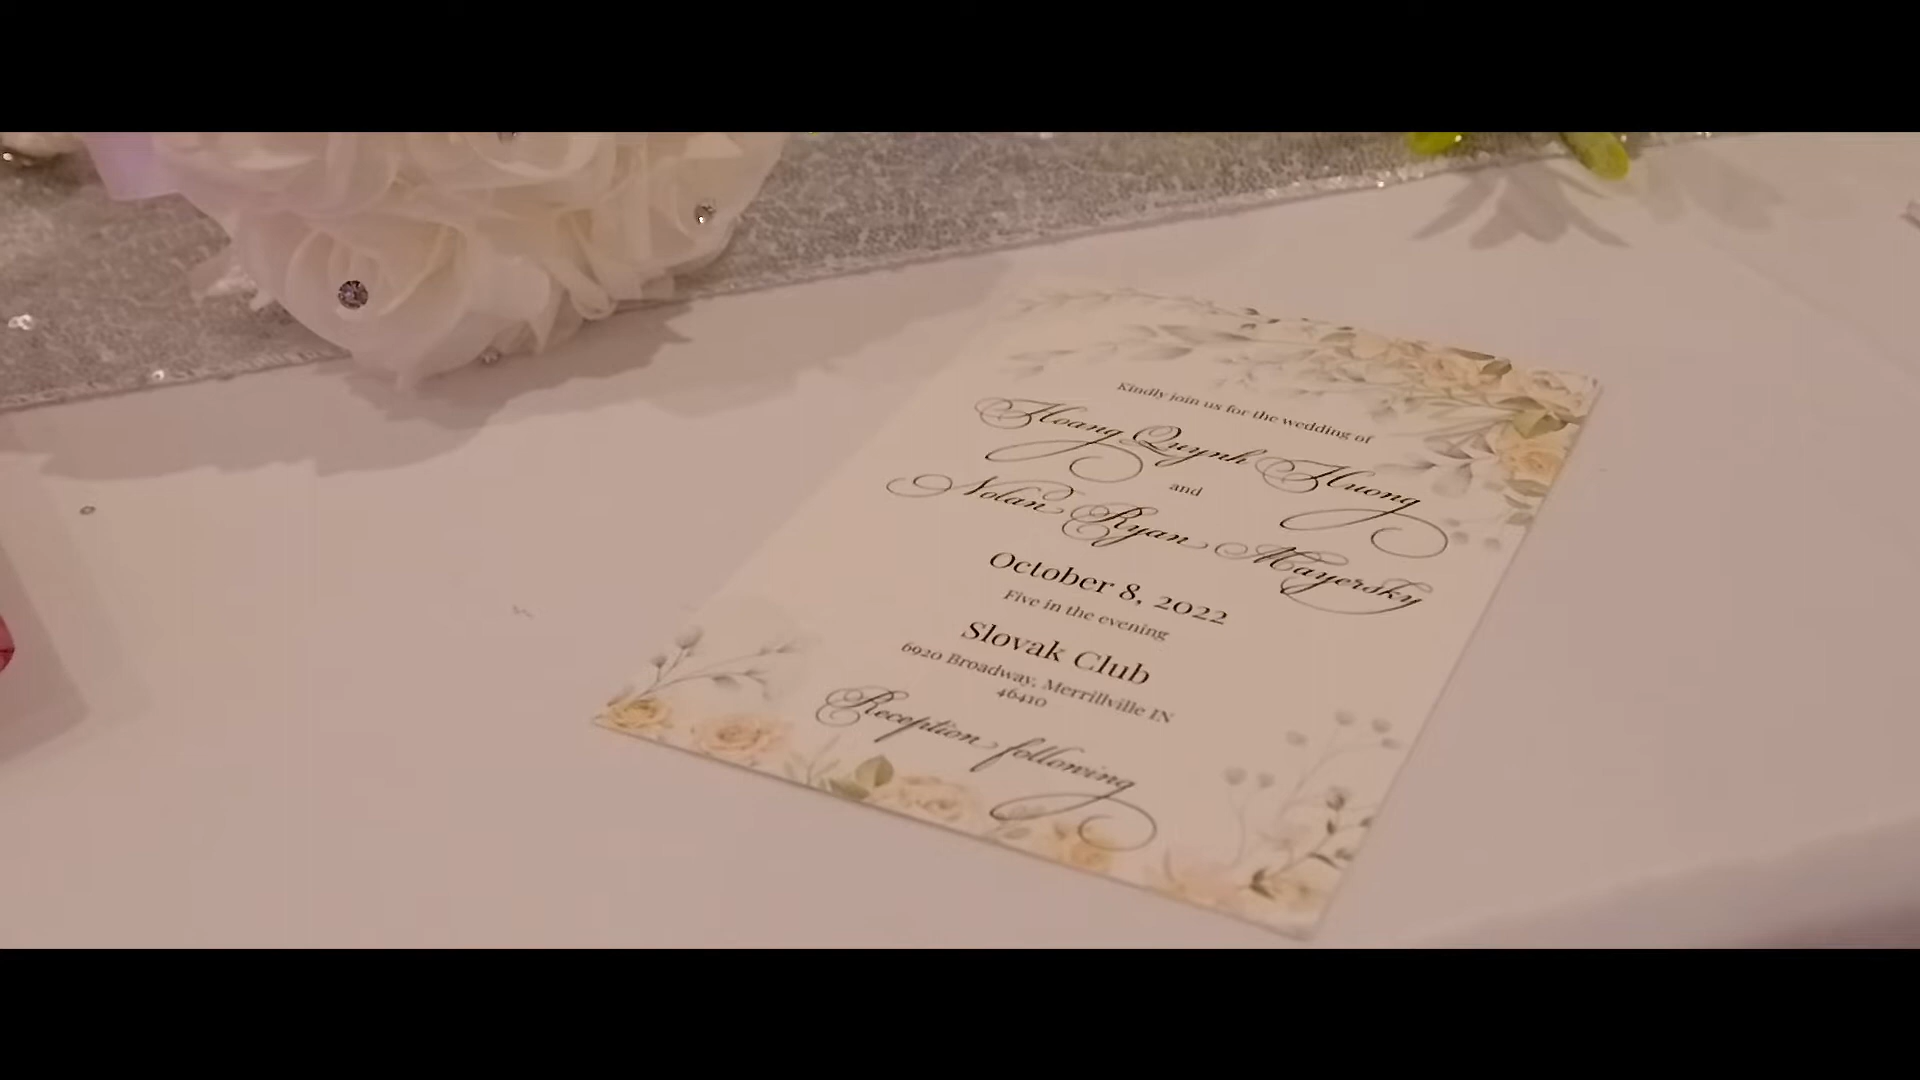 Kindly join us for the wedding of
Hoang Quynh Huong
and
Nolan Ryan Mayersky
October 8, 2022
Five in the evening
Slovak Club
6920 Broadway, Merrillville IN
46410
Reception following